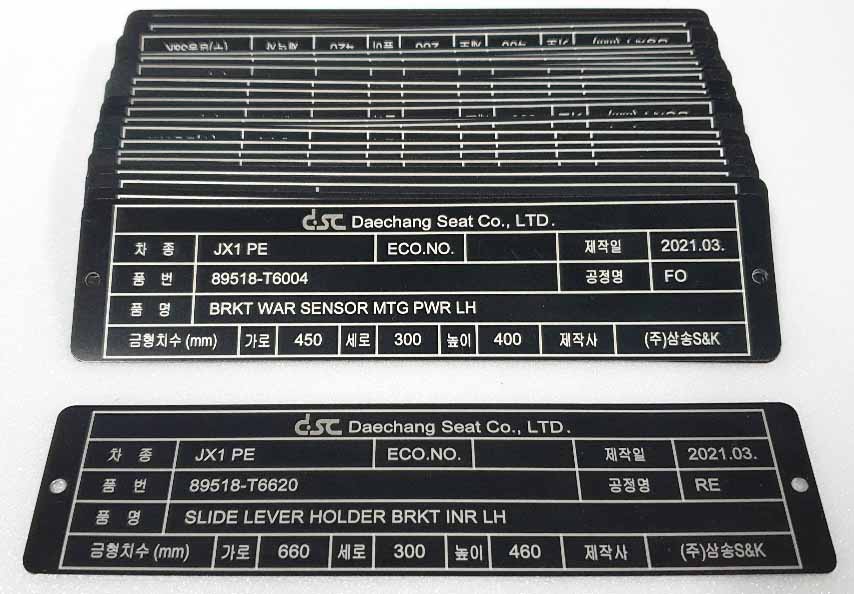 dsc Daechang Seat Co., LTD.
차 종 JX1 PE ECO.NO. 제작일 2021.03.
품 번 89518-T6004 공정명 FO
품 명 BRKT WAR SENSOR MTG PWR LH
금형치수 (mm) 가로 450 세로 300 높이 400 제작사 (주)삼송S&K
dsc Daechang Seat Co., LTD.
차 종 JX1 PE ECO.NO. 제작일 2021.03.
품 번 89518-T6620 공정명 RE
품 명 SLIDE LEVER HOLDER BRKT INR LH
금형치수 (mm) 가로 660 세로 300 높이 460 제작사 (주)삼송S&K